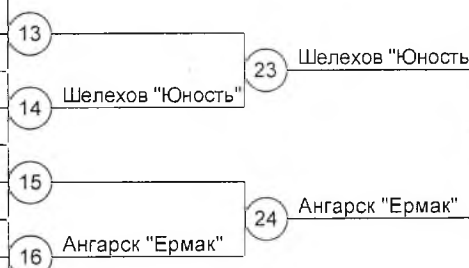 13
23 Шелехов "Юность
14 Шелехов "Юность"
15
24 Ангарск "Ермак"
16 Ангарск "Ермак"